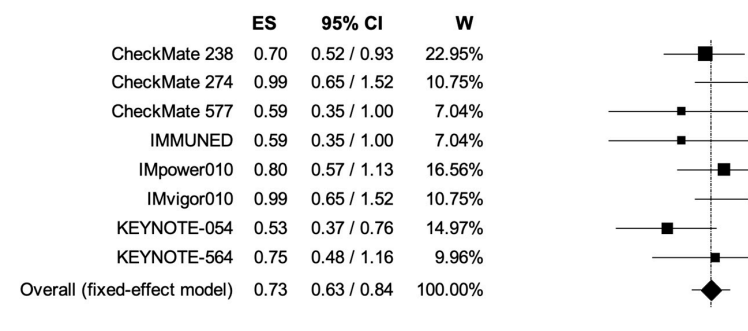 ES 95% CI W
CheckMate 238 0.70 0.52 / 0.93 22.95%
CheckMate 274 0.99 0.65 / 1.52 10.75%
CheckMate 577 0.59 0.35 / 1.00 7.04%
IMMUNED 0.59 0.35 / 1.00 7.04%
IMpower010 0.80 0.57 / 1.13 16.56%
IMvigor010 0.99 0.65 / 1.52 10.75%
KEYNOTE-054 0.53 0.37 / 0.76 14.97%
KEYNOTE-564 0.75 0.48 / 1.16 9.96%
Overall (fixed-effect model) 0.73 0.63 / 0.84 100.00%